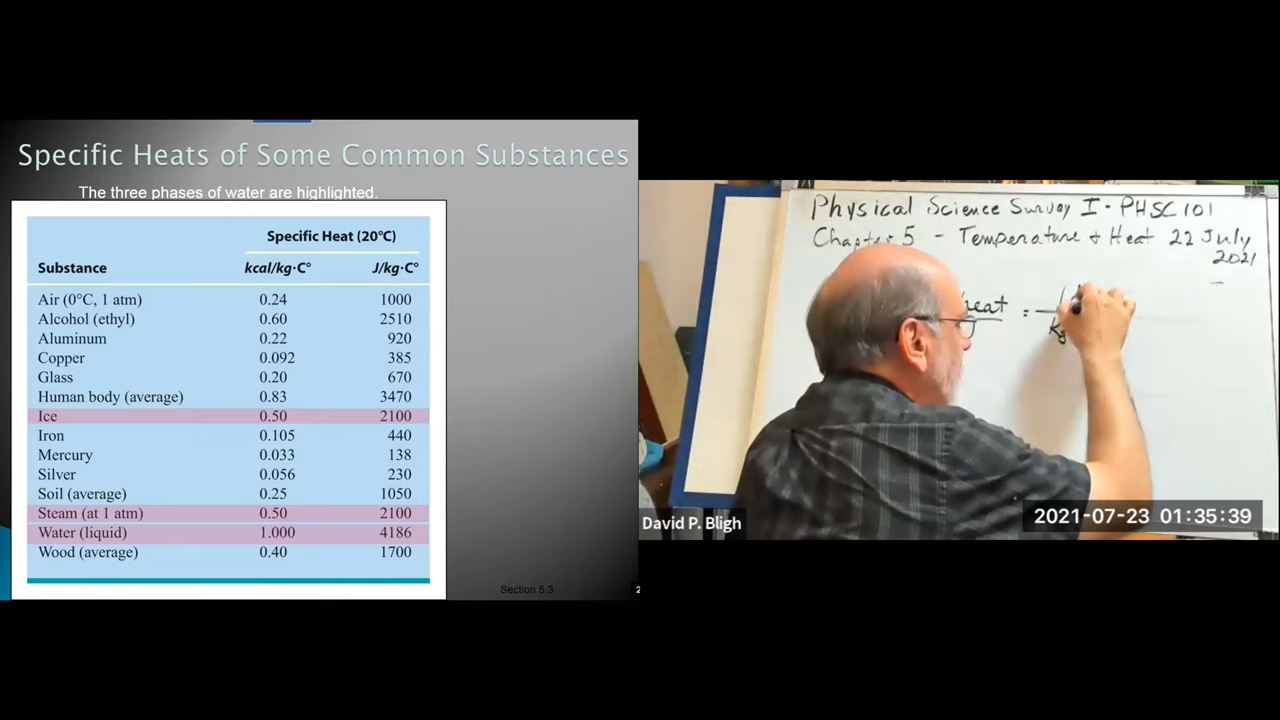 Specific Heats of Some Common Substances
The three phases of water are highlighted.
Specific Heat (20°C)
Substance kcal/kg·C° J/kg·C°
Air (0°C, 1 atm) 0.24 1000
Alcohol (ethyl) 0.60 2510
Aluminum 0.22 920
Copper 0.092 385
Glass 0.20 670
Human body (average) 0.83 3470
Ice 0.50 2100
Iron 0.105 440
Mercury 0.033 138
Silver 0.056 230
Soil (average) 0.25 1050
Steam (at 1 atm) 0.50 2100
Water (liquid) 1.000 4186
Wood (average) 0.40 1700
Section 5.3
2
Physical Science Survey I - PHSC 101
Chapter 5 - Temperature + Heat 22 July
2021
heat =
David P. Bligh
2021-07-23 01:35:39